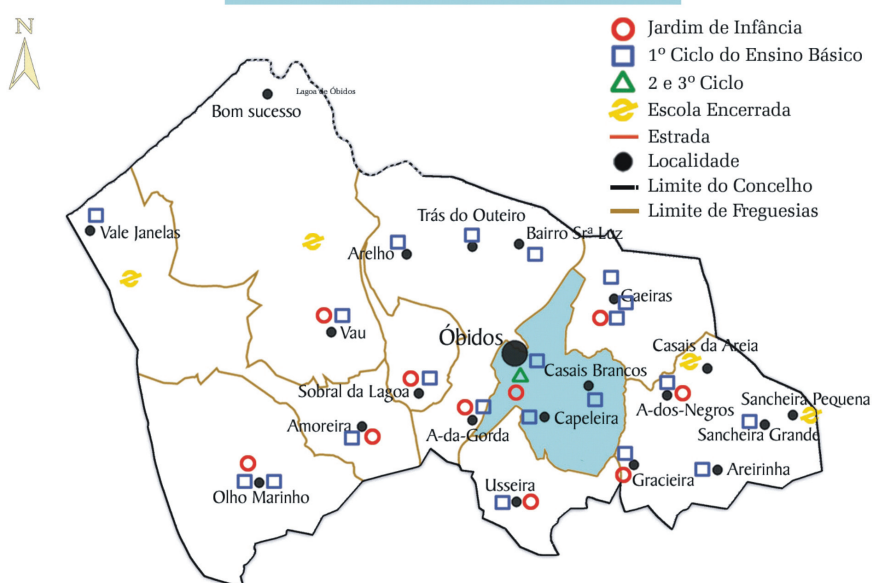 N
Jardim de Infância
1º Ciclo do Ensino Básico
2 e 3º Ciclo
Escola Encerrada
Estrada
Localidade
Limite do Concelho
Limite de Freguesias
Lagoa de Óbidos
Bom sucesso
Trás do Outeiro
Vale Janelas
Bairro Srª Luz
Arelho
Gaeiras
Vau
Óbidos
Casais da Areia
Casais Brancos
Sobral da Lagoa
Sancheira Pequena
A-dos-Negros
Capeleira
Amoreira
A-da-Gorda
Sancheira Grande
Areirinha
Gracieira
Usseira
Olho Marinho